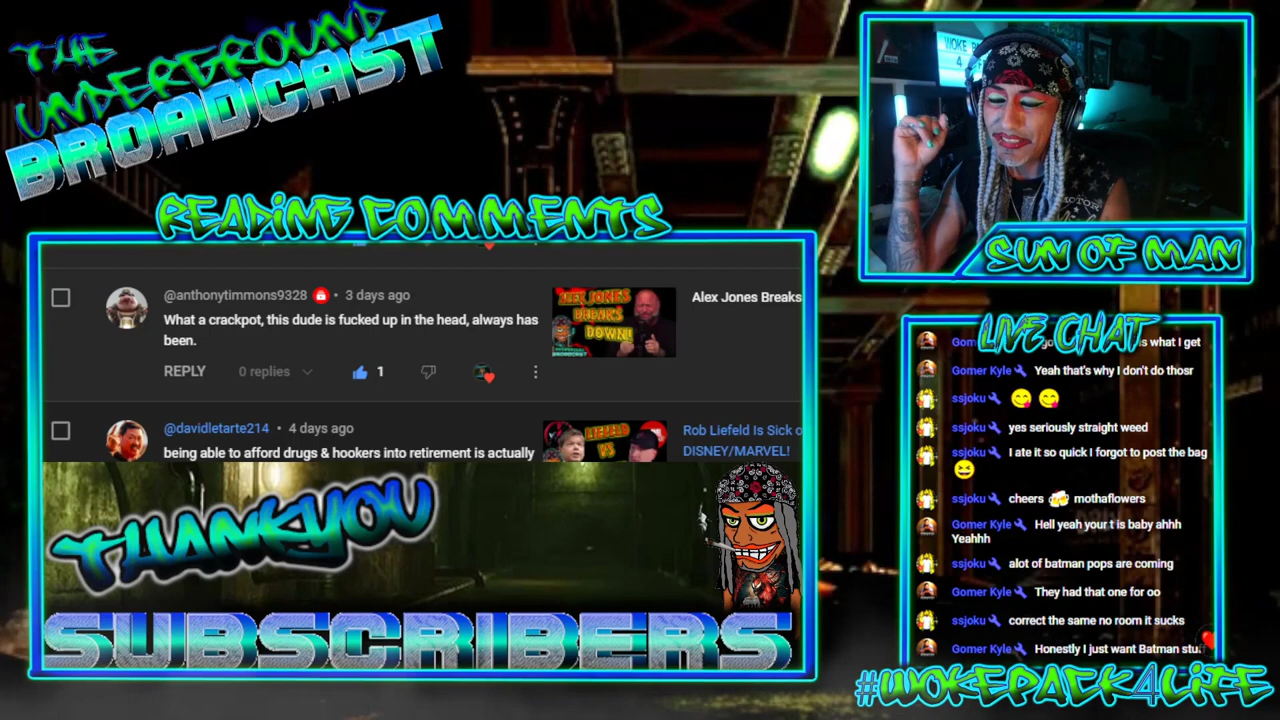 THE
UNDERGROUND
BROADCAST
READING COMMENTS
@anthonytimmons9328 • 3 days ago
What a crackpot, this dude is fucked up in the head, always has
been.
REPLY 0 replies 1
ALEX JONES
BREAKS
DOWN!
Alex Jones Breaks
@davidletarte214 • 4 days ago
being able to afford drugs & hookers into retirement is actually
LIEFELD
VS
Rob Liefeld Is Sick o
DISNEY/MARVEL!
THANKYOU
SUBSCRIBERS
WOKE
4
SUN OF MAN
LIVE CHAT
Gom s what I get
Gomer Kyle Yeah that's why I don't do thosr
ssjoku
ssjoku yes seriously straight weed
ssjoku I ate it so quick I forgot to post the bag
ssjoku cheers mothaflowers
Gomer Kyle Hell yeah your t is baby ahhh
Yeahhh
ssjoku alot of batman pops are coming
Gomer Kyle They had that one for oo
ssjoku correct the same no room it sucks
Gomer Kyle Honestly I just want Batman stu
#WOKEPACK4LIFE